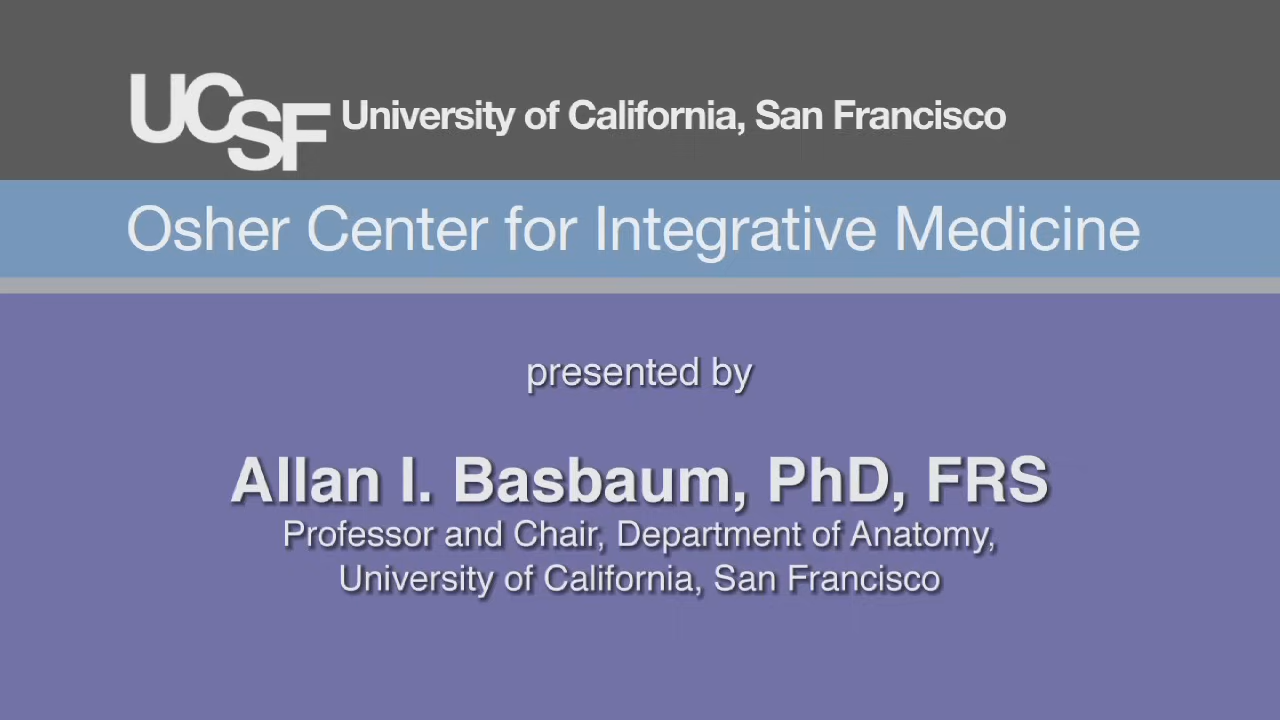 UCSF University of California, San Francisco
Osher Center for Integrative Medicine
presented by
Allan I. Basbaum, PhD, FRS
Professor and Chair, Department of Anatomy,
University of California, San Francisco